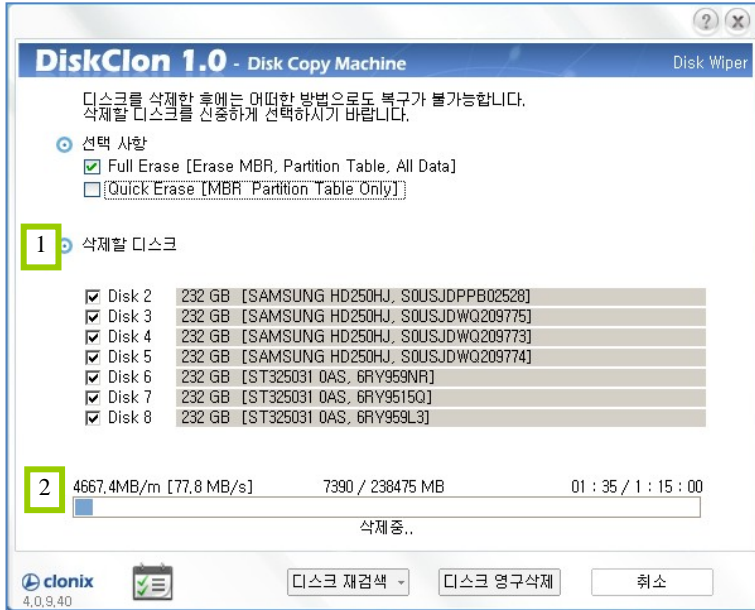 DiskClon 1.0 - Disk Copy Machine
Disk Wiper
디스크를 삭제한 후에는 어떠한 방법으로도 복구가 불가능합니다.
삭제할 디스크를 신중하게 선택하시기 바랍니다.
선택 사항
Full Erase [Erase MBR, Partition Table, All Data]
Quick Erase [MBR Partition Table Only]
1
삭제할 디스크
Disk 2 232 GB [SAMSUNG HD250HJ, S0USJDPPB02528]
Disk 3 232 GB [SAMSUNG HD250HJ, S0USJDWQ209775]
Disk 4 232 GB [SAMSUNG HD250HJ, S0USJDWQ209773]
Disk 5 232 GB [SAMSUNG HD250HJ, S0USJDWQ209774]
Disk 6 232 GB [ST325031 0AS, 6RY959NR]
Disk 7 232 GB [ST325031 0AS, 6RY9515Q]
Disk 8 232 GB [ST325031 0AS, 6RY959L3]
2
4667.4MB/m [77.8 MB/s] 7390 / 238475 MB 01 : 35 / 1 : 15 : 00
삭제중..
clonix
4.0.9.40
디스크 재검색
디스크 영구삭제
취소